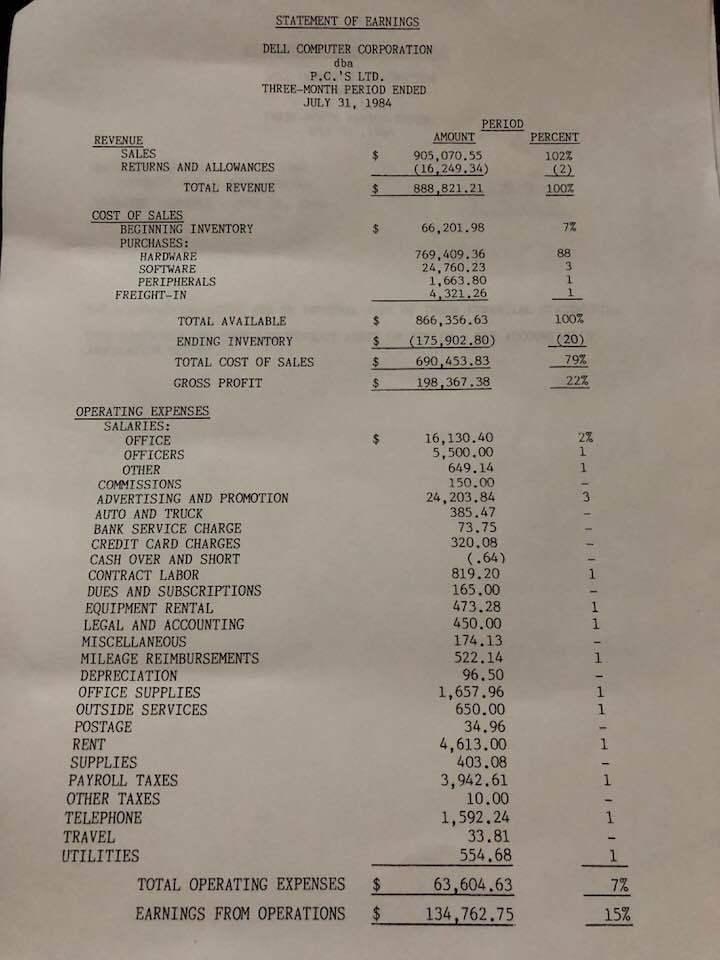 STATEMENT OF EARNINGS
DELL COMPUTER CORPORATION
dba
P.C.'S LTD.
THREE-MONTH PERIOD ENDED
JULY 31, 1984
PERIOD
REVENUE AMOUNT PERCENT
SALES $ 905,070.55 102%
RETURNS AND ALLOWANCES (16,249.34) (2)
TOTAL REVENUE $ 888,821.21 100%
COST OF SALES
BEGINNING INVENTORY $ 66,201.98 7%
PURCHASES:
HARDWARE 769,409.36 88
SOFTWARE 24,760.23 3
PERIPHERALS 1,663.80 1
FREIGHT-IN 4,321.26 1
TOTAL AVAILABLE $ 866,356.63 100%
ENDING INVENTORY $ (175,902.80) (20)
TOTAL COST OF SALES $ 690,453.83 79%
GROSS PROFIT $ 198,367.38 22%
OPERATING EXPENSES
SALARIES:
OFFICE $ 16,130.40 2%
OFFICERS 5,500.00 1
OTHER 649.14 1
COMMISSIONS 150.00 -
ADVERTISING AND PROMOTION 24,203.84 3
AUTO AND TRUCK 385.47 -
BANK SERVICE CHARGE 73.75 -
CREDIT CARD CHARGES 320.08 -
CASH OVER AND SHORT (.64) -
CONTRACT LABOR 819.20 1
DUES AND SUBSCRIPTIONS 165.00 -
EQUIPMENT RENTAL 473.28 1
LEGAL AND ACCOUNTING 450.00 1
MISCELLANEOUS 174.13 -
MILEAGE REIMBURSEMENTS 522.14 1
DEPRECIATION 96.50 -
OFFICE SUPPLIES 1,657.96 1
OUTSIDE SERVICES 650.00 1
POSTAGE 34.96 -
RENT 4,613.00 1
SUPPLIES 403.08 -
PAYROLL TAXES 3,942.61 1
OTHER TAXES 10.00 -
TELEPHONE 1,592.24 1
TRAVEL 33.81 -
UTILITIES 554.68 1
TOTAL OPERATING EXPENSES $ 63,604.63 7%
EARNINGS FROM OPERATIONS $ 134,762.75 15%